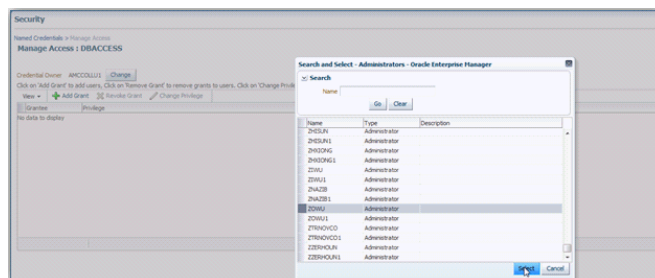 Security
Named Credentials > Manage Access
Manage Access : DBACCESS
Credential Owner AMCCOLLU1 Change
Click on 'Add Grant' to add users, Click on 'Remove Grant' to remove grants to users. Click on 'Change Privile
View Add Grant Revoke Grant Change Privilege
Grantee Privilege
No data to display
Search and Select - Administrators - Oracle Enterprise Manager
Search
Name
Go Clear
Name Type Description
ZHISUN Administrator
ZHISUN1 Administrator
ZHXIONG Administrator
ZHXIONG1 Administrator
ZIWU Administrator
ZIWU1 Administrator
ZNAZIB Administrator
ZNAZIB1 Administrator
ZOWU Administrator
ZOWU1 Administrator
ZTRNOVCO Administrator
ZTRNOVCO1 Administrator
ZZERHOUN Administrator
ZZERHOUN1 Administrator
Select Cancel